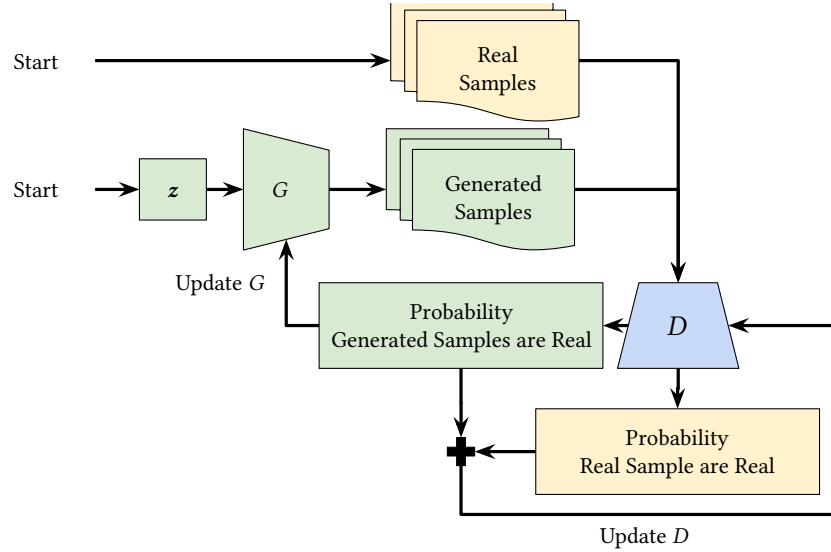 Start
Real
Samples
Start
z
G
Generated
Samples
Update G
Probability
Generated Samples are Real
D
Probability
Real Sample are Real
Update D